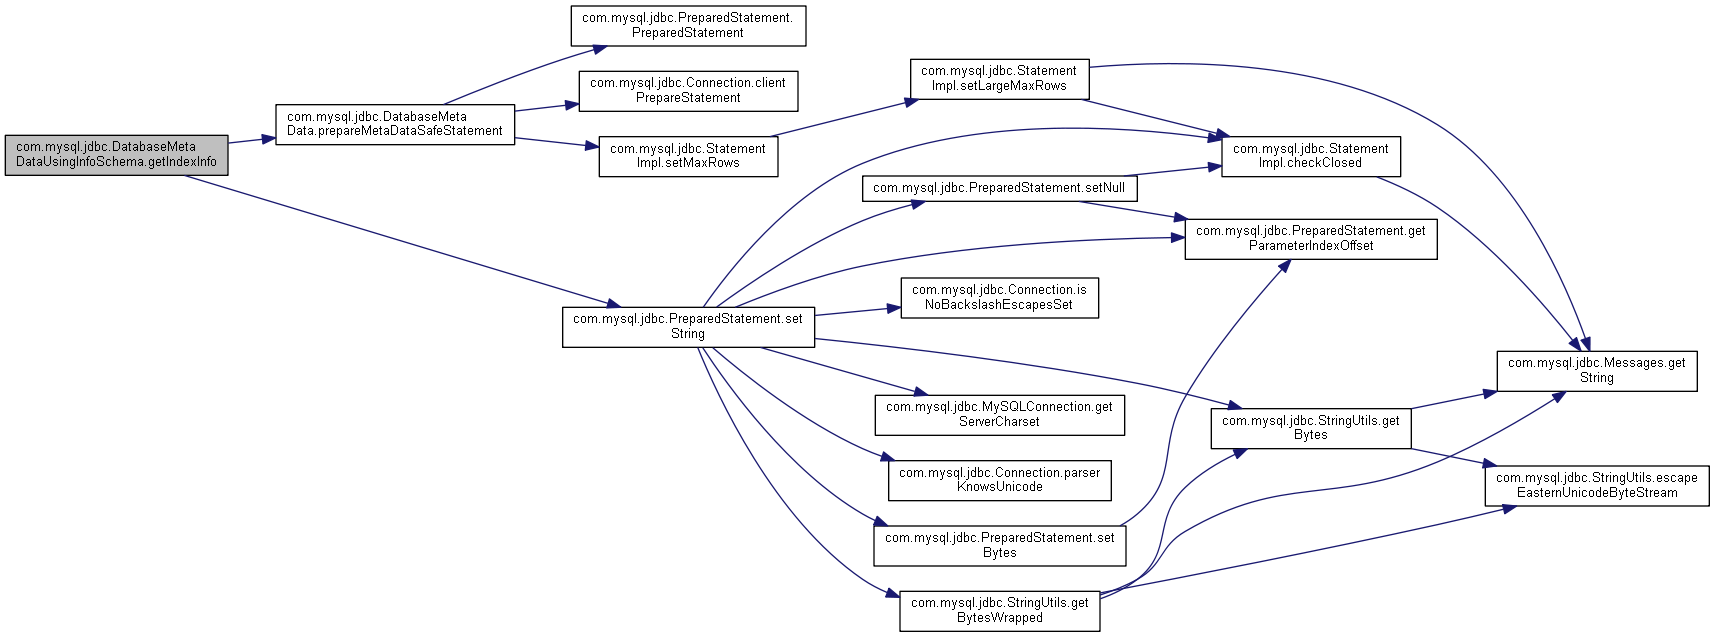 com.mysql.jdbc.DatabaseMeta
DataUsingInfoSchema.getIndexInfo
com.mysql.jdbc.DatabaseMeta
Data.prepareMetaDataSafeStatement
com.mysql.jdbc.PreparedStatement.
PreparedStatement
com.mysql.jdbc.Connection.client
PrepareStatement
com.mysql.jdbc.Statement
Impl.setMaxRows
com.mysql.jdbc.Statement
Impl.setLargeMaxRows
com.mysql.jdbc.Statement
Impl.checkClosed
com.mysql.jdbc.PreparedStatement.setNull
com.mysql.jdbc.PreparedStatement.get
ParameterIndexOffset
com.mysql.jdbc.Connection.is
NoBackslashEscapesSet
com.mysql.jdbc.PreparedStatement.set
String
com.mysql.jdbc.Messages.get
String
com.mysql.jdbc.MySQLConnection.get
ServerCharset
com.mysql.jdbc.StringUtils.get
Bytes
com.mysql.jdbc.Connection.parser
KnowsUnicode
com.mysql.jdbc.StringUtils.escape
EasternUnicodeByteStream
com.mysql.jdbc.PreparedStatement.set
Bytes
com.mysql.jdbc.StringUtils.get
BytesWrapped